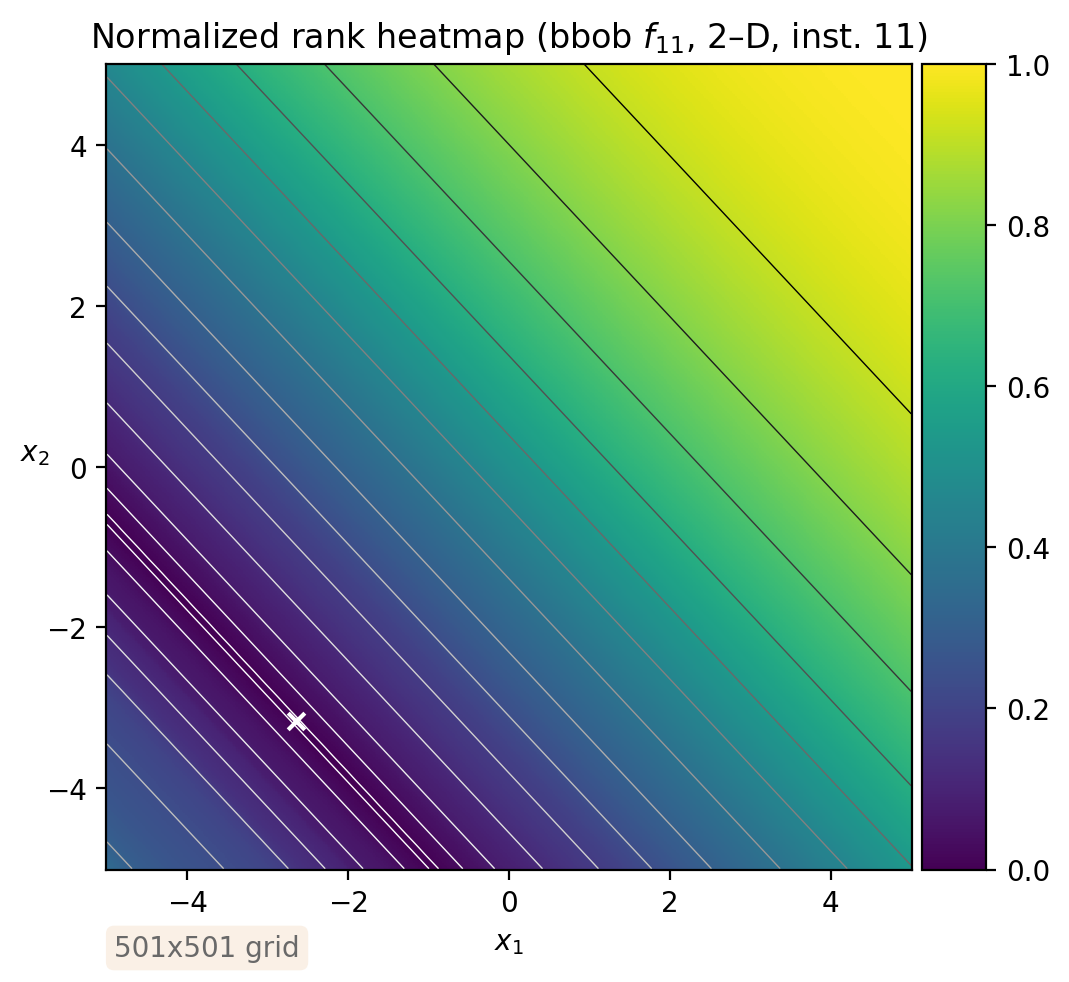 Normalized rank heatmap (bbob f₁₁, 2–D, inst. 11)
1.0
0.8
0.6
0.4
0.2
0.0
4
2
0
−2
−4
x₂
−4 −2 0 2 4
x₁
501x501 grid